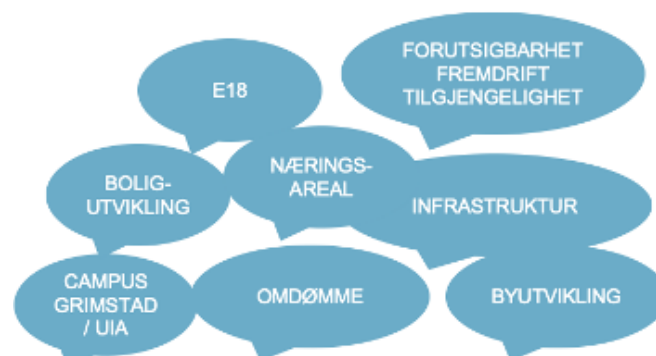 FORUTSIGBARHET
FREMDRIFT
TILGJENGELIGHET
E18
NÆRINGS-
AREAL
BOLIG-
UTVIKLING
INFRASTRUKTUR
CAMPUS
GRIMSTAD
/ UIA
OMDØMME
BYUTVIKLING